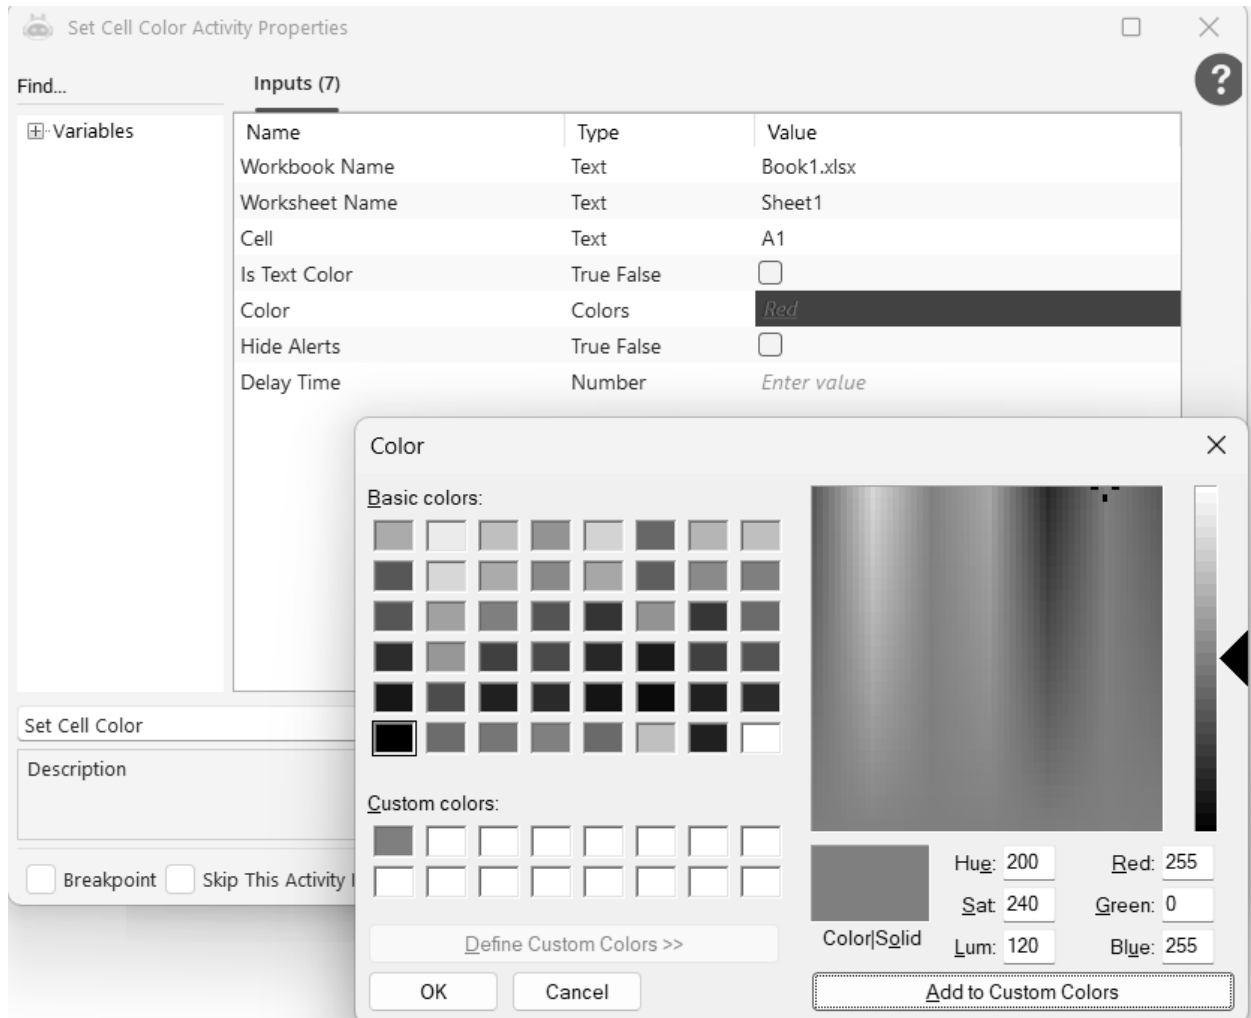 Set Cell Color Activity Properties
Find...
Inputs (7)
?
Variables
Name Type Value
Workbook Name Text Book1.xlsx
Worksheet Name Text Sheet1
Cell Text A1
Is Text Color True False
Color Colors Red
Hide Alerts True False
Delay Time Number Enter value
Set Cell Color
Description
Breakpoint Skip This Activity
Color
Basic colors:
Custom colors:
Define Custom Colors >>
OK Cancel
Color|Solid
Hue: 200 Red: 255
Sat: 240 Green: 0
Lum: 120 Blue: 255
Add to Custom Colors